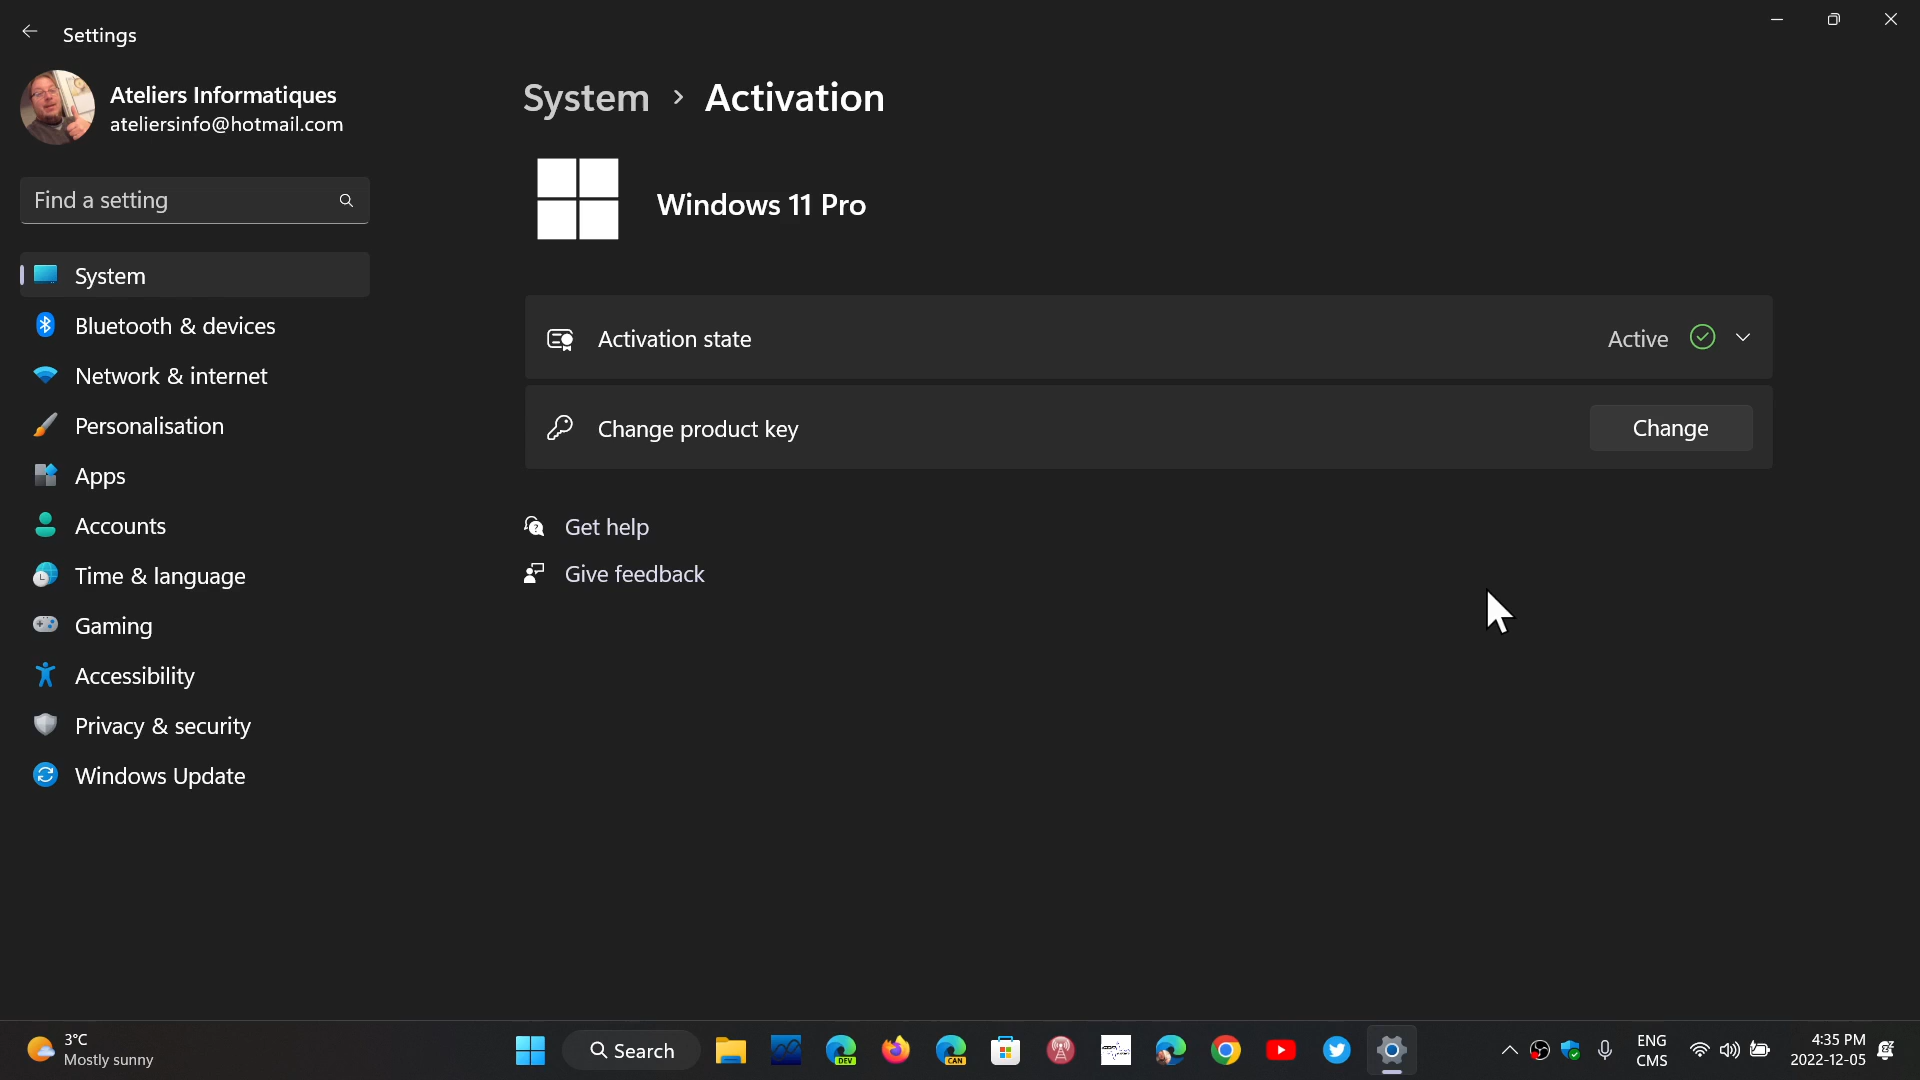 Settings
Ateliers Informatiques
ateliersinfo@hotmail.com
Find a setting
System
Bluetooth & devices
Network & internet
Personalisation
Apps
Accounts
Time & language
Gaming
Accessibility
Privacy & security
Windows Update
System > Activation
Windows 11 Pro
Activation state
Active
Change product key
Change
Get help
Give feedback
3°C
Mostly sunny
Search
DEV
CAN
ENG
CMS
4:35 PM
2022-12-05